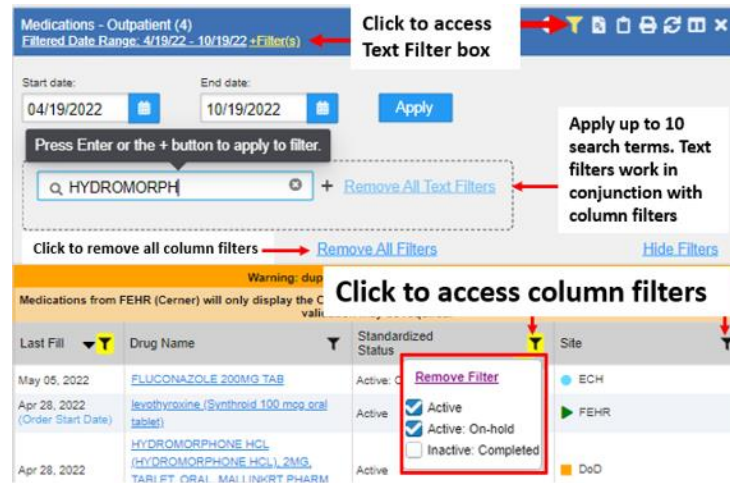 Medications - Outpatient (4)
Filtered Date Range: 4/19/22 - 10/19/22 +Filter(s)
Click to access
Text Filter box
Start date:
End date:
04/19/2022
10/19/2022
Apply
Press Enter or the + button to apply to filter.
HYDROMORPH
+ Remove All Text Filters
Apply up to 10
search terms. Text
filters work in
conjunction with
column filters
Click to remove all column filters
Remove All Filters
Hide Filters
Warning: dup
Medications from FEHR (Cerner) will only display the C
Click to access column filters
Last Fill
Drug Name
Standardized
Status
Site
May 05, 2022
FLUCONAZOLE 200MG TAB
Active:
ECH
Remove Filter
Active
Active: On-hold
Inactive: Completed
Apr 28, 2022
(Order Start Date)
levothyroxine (Synthroid 100 mcg oral
tablet)
Active
FEHR
Apr 28, 2022
HYDROMORPHONE HCL
(HYDROMORPHONE HCL), 2MG,
TABLET, ORAL, MALLINKRT PHARM
Active
DoD